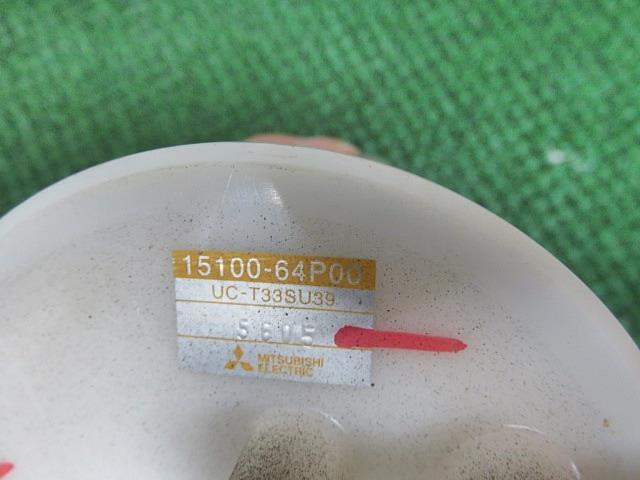 15100-64P00
UC-T33SU39
5605
MITSUBISHI
ELECTRIC